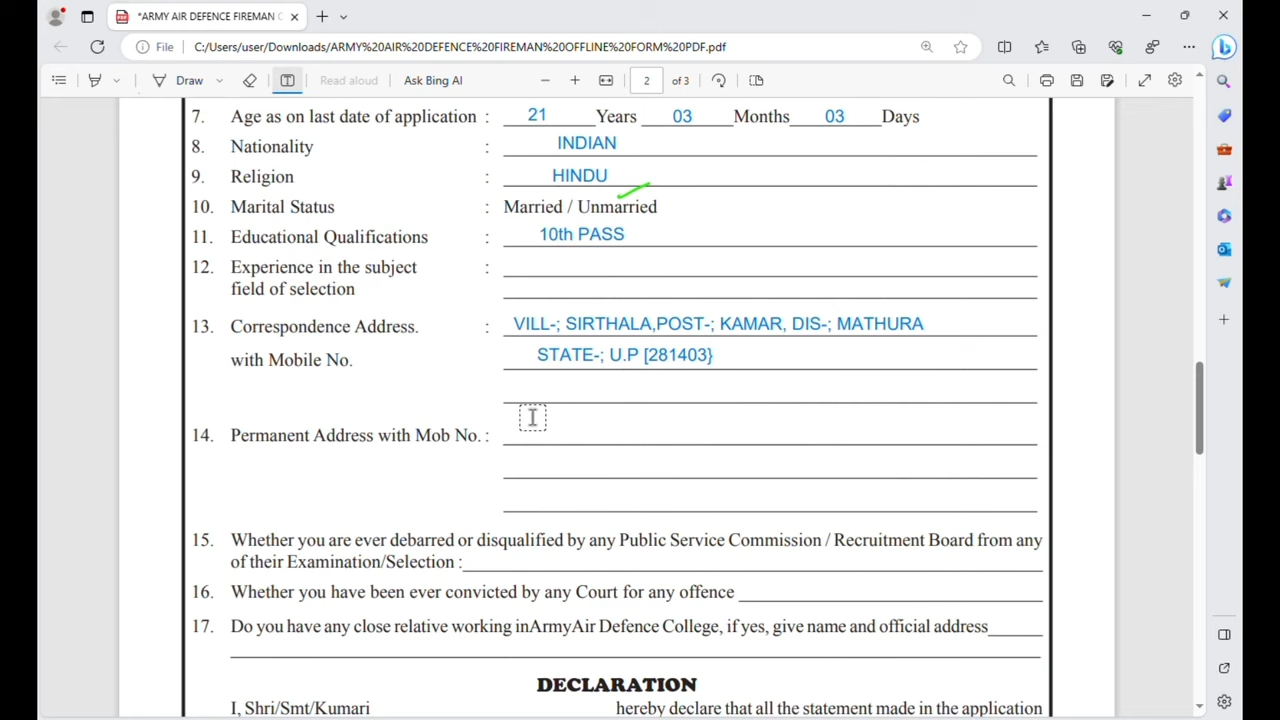 *ARMY AIR DEFENCE FIREMAN
File C:/Users/user/Downloads/ARMY%20AIR%20DEFENCE%20FIREMAN%20OFFLINE%20FORM%20PDF.pdf
Draw Read aloud Ask Bing AI 2 of 3
7. Age as on last date of application : 21 Years 03 Months 03 Days
8. Nationality : INDIAN
9. Religion : HINDU
10. Marital Status : Married / Unmarried
11. Educational Qualifications : 10th PASS
12. Experience in the subject :
field of selection
13. Correspondence Address. : VILL-; SIRTHALA,POST-; KAMAR, DIS-; MATHURA
with Mobile No. STATE-; U.P [281403}
14. Permanent Address with Mob No. :
15. Whether you are ever debarred or disqualified by any Public Service Commission / Recruitment Board from any
of their Examination/Selection :
16. Whether you have been ever convicted by any Court for any offence
17. Do you have any close relative working inArmyAir Defence College, if yes, give name and official address
DECLARATION
I, Shri/Smt/Kumari hereby declare that all the statement made in the application